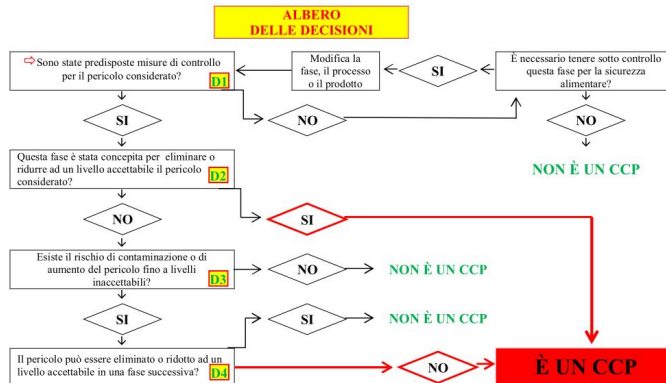 ALBERO
DELLE DECISIONI
⇨Sono state predisposte misure di controllo
per il pericolo considerato?
D1
Modifica la
fase, il processo
o il prodotto
SI
È necessario tenere sotto controllo
questa fase per la sicurezza
alimentare?
SI
NO
NO
NON È UN CCP
Questa fase è stata concepita per eliminare o
ridurre ad un livello accettabile il pericolo
considerato?
D2
NO
SI
Esiste il rischio di contaminazione o di
aumento del pericolo fino a livelli
inaccettabili?
D3
NO
NON È UN CCP
SI
SI
NON È UN CCP
Il pericolo può essere eliminato o ridotto ad un
livello accettabile in una fase successiva?
D4
NO
È UN CCP